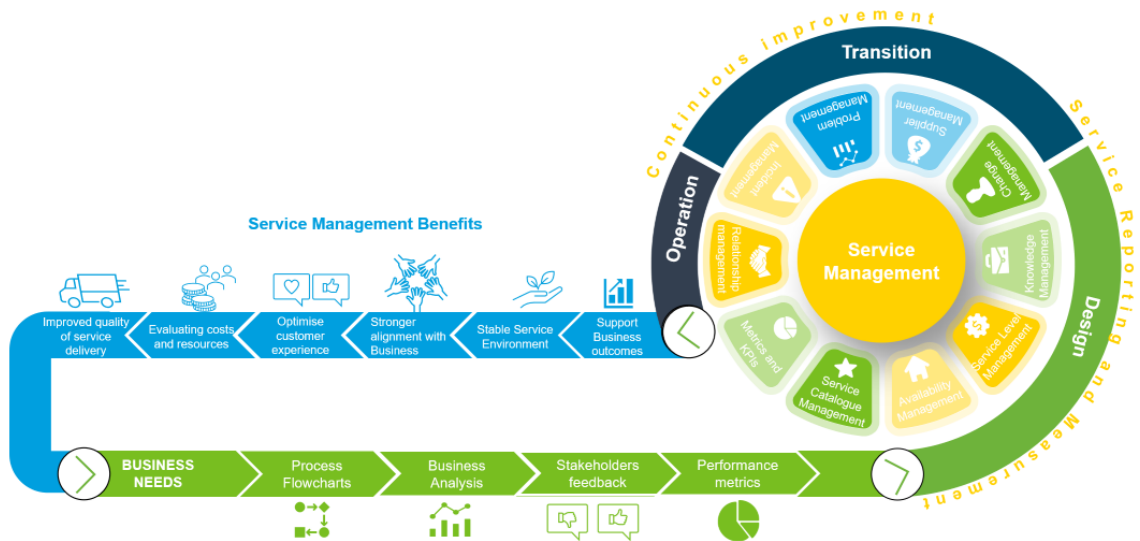 Continuous improvement
Service Reporting and Measurement
Transition
Operation
Design
Problem
Management
Supplier
Management
Change
Management
Knowledge
Management
Service Level
Management
Availability
Management
Service
Catalogue
Management
Metrics and
KPIs
Relationship
management
Incident
Management
Service
Management
Service Management Benefits
Improved quality
of service
delivery
Evaluating costs
and resources
Optimise
customer
experience
Stronger
alignment with
Business
Stable Service
Environment
Support
Business
outcomes
BUSINESS
NEEDS
Process
Flowcharts
Business
Analysis
Stakeholders
feedback
Performance
metrics